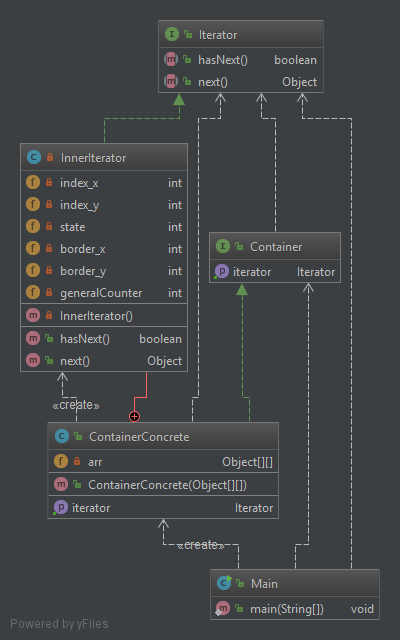 Iterator
hasNext() boolean
next() Object
InnerIterator
index_x int
index_y int
state int
border_x int
border_y int
generalCounter int
InnerIterator()
hasNext() boolean
next() Object
Container
iterator Iterator
«create»
ContainerConcrete
arr Object[][]
ContainerConcrete(Object[][])
iterator Iterator
«create»
Main
main(String[]) void
Powered by yFiles